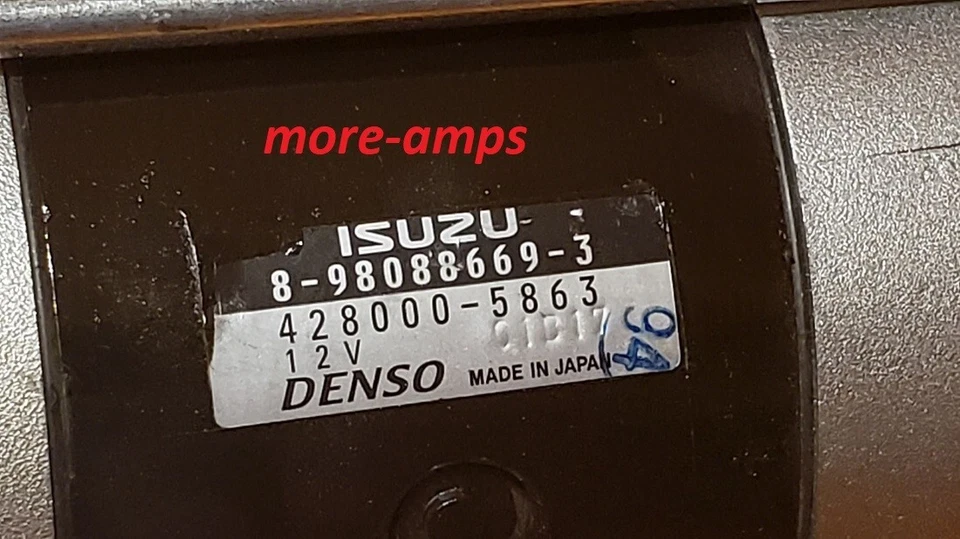 more-amps
ISUZU
8-98088669-3
428000-5863
12V
DENSO MADE IN JAPAN